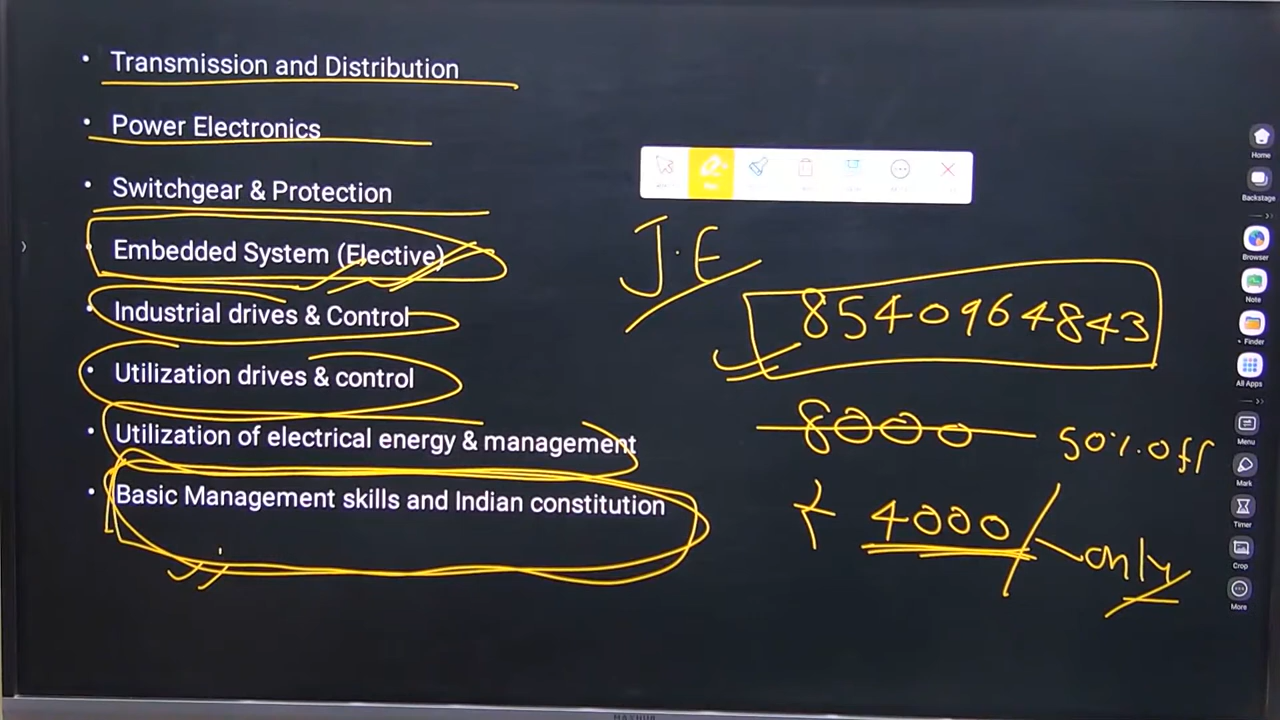 • Transmission and Distribution
• Power Electronics
• Switchgear & Protection
• Embedded System (Elective)
• Industrial drives & Control
• Utilization drives & control
• Utilization of electrical energy & management
• Basic Management skills and Indian constitution
J.E
8540964843
8000 50% off
₹ 4000/- only
Home
Backstage
Browser
Note
Finder
All Apps
Menu
Mark
Timer
Crop
More